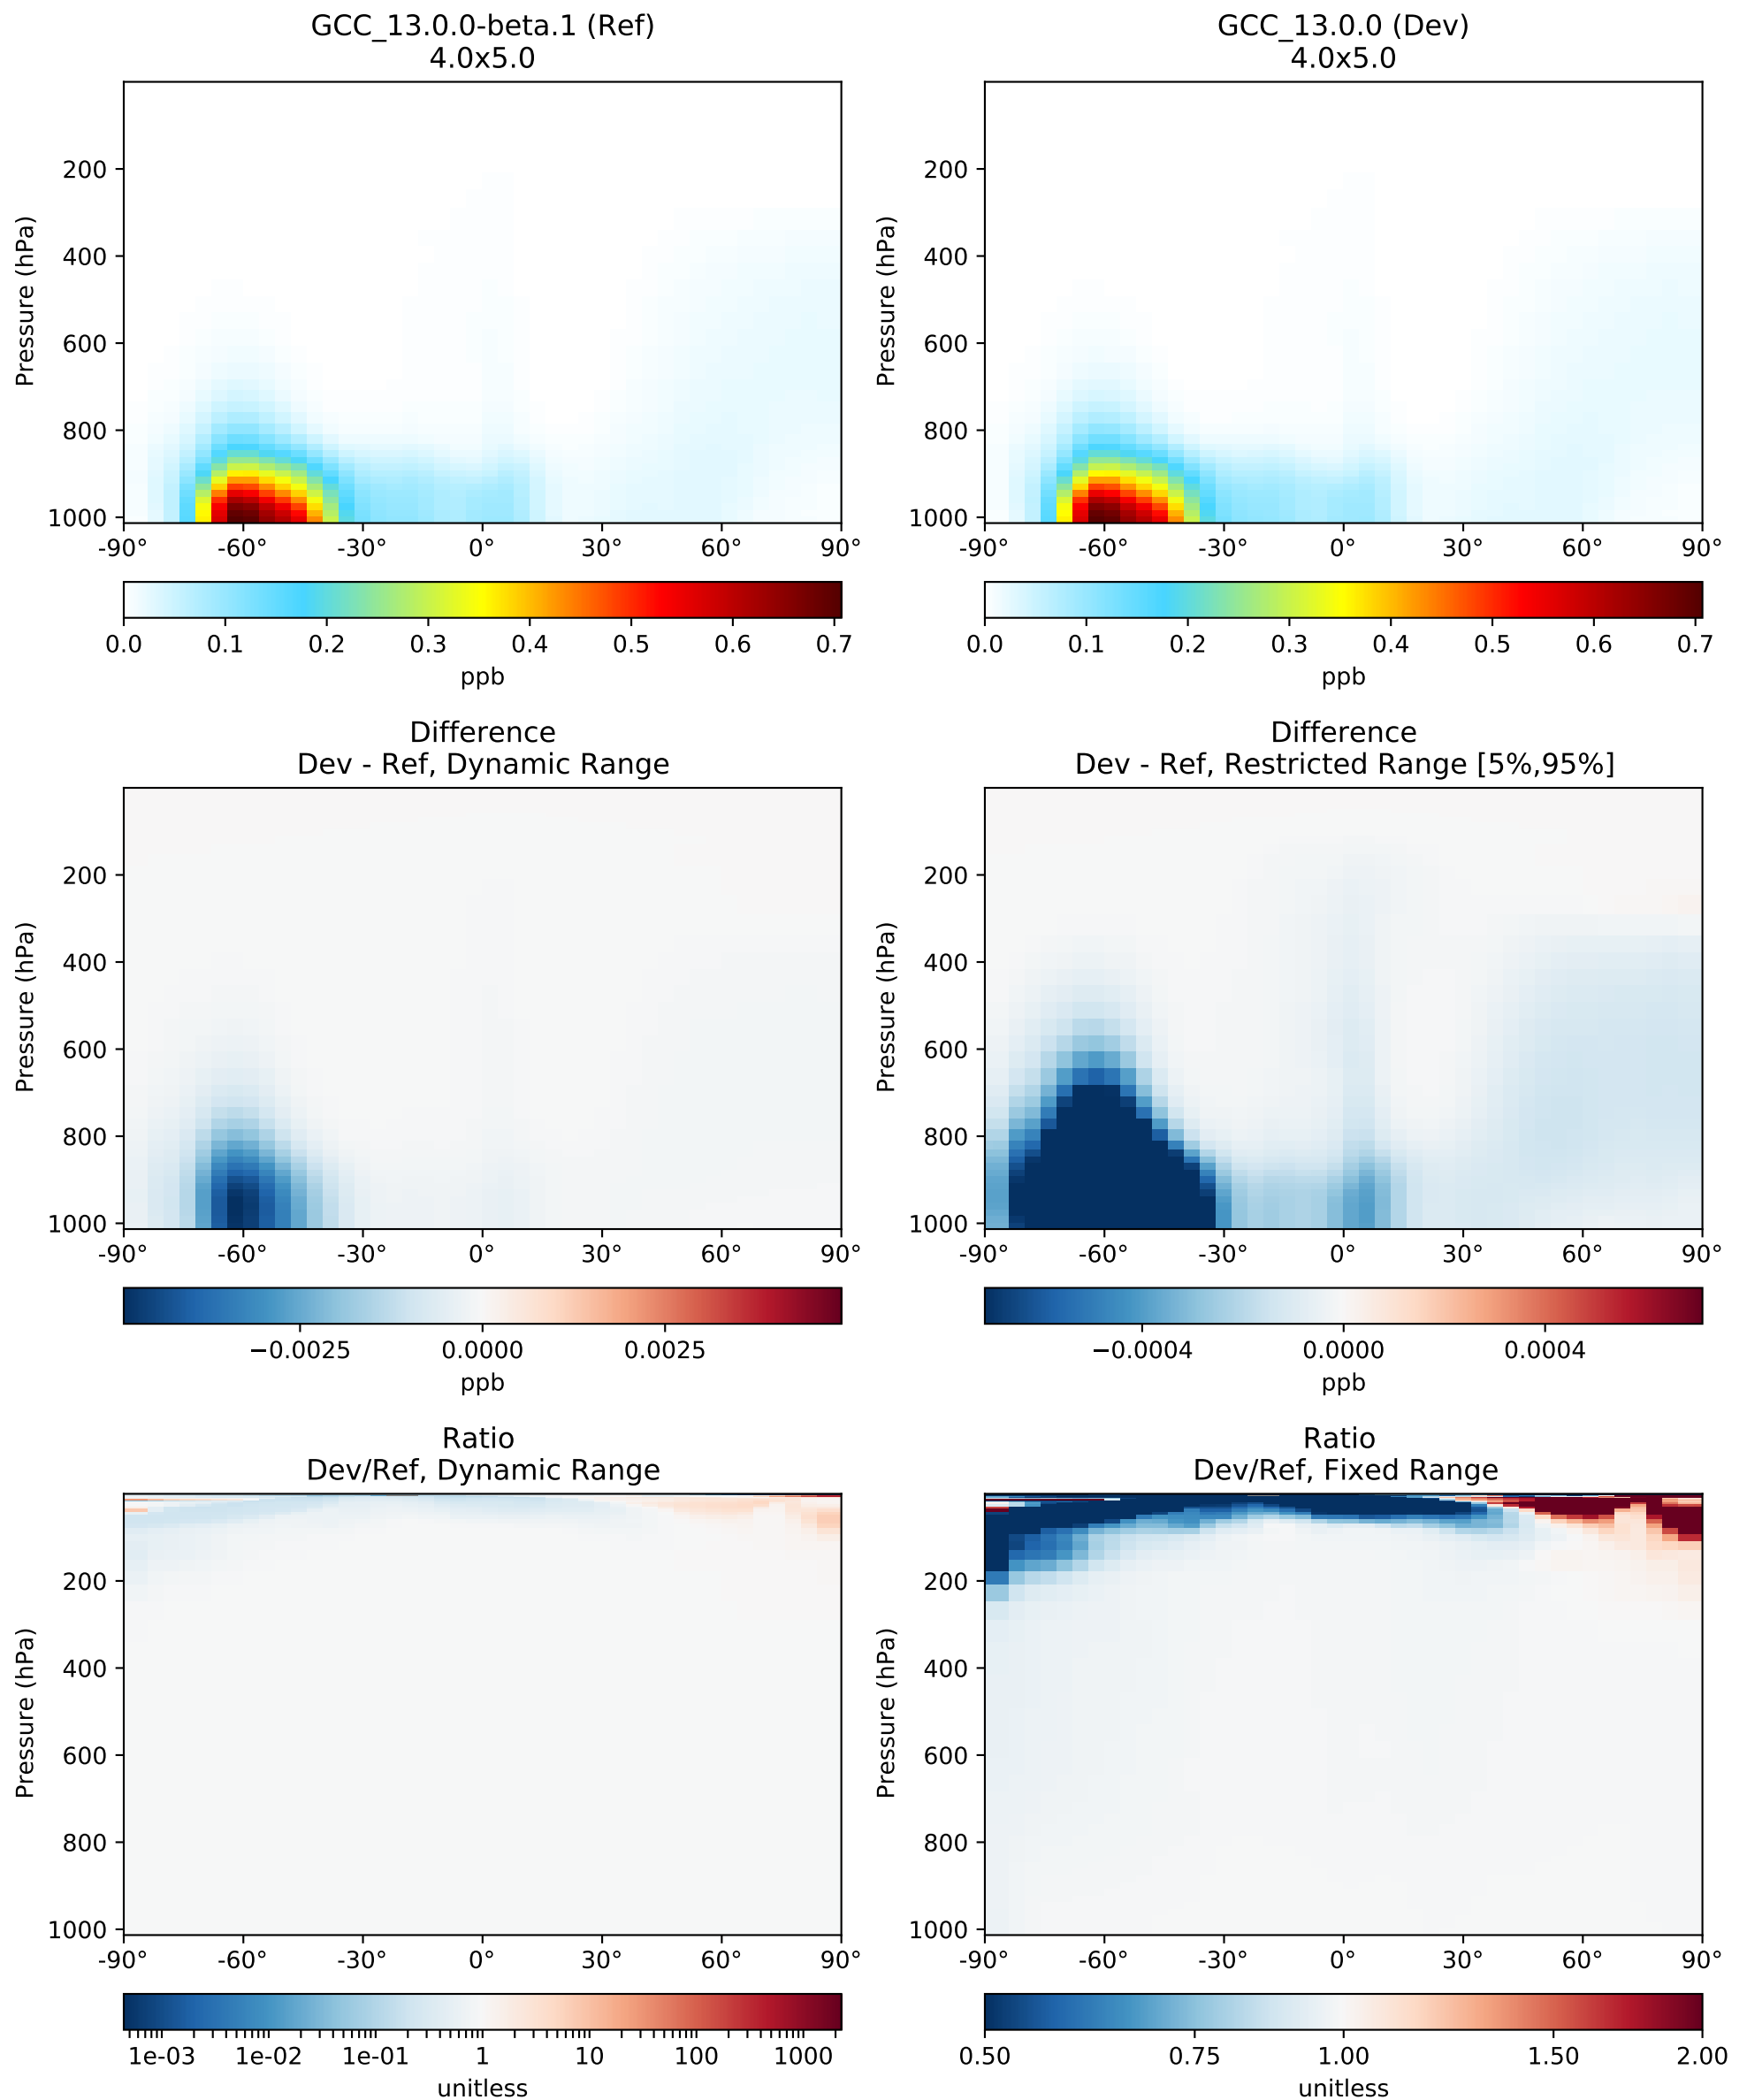 GCC_13.0.0-beta.1 (Ref)
4.0x5.0
GCC_13.0.0 (Dev)
4.0x5.0
Pressure (hPa)
200
400
600
800
1000
-90° -60° -30° 0° 30° 60° 90°
0.0 0.1 0.2 0.3 0.4 0.5 0.6 0.7
ppb
Pressure (hPa)
200
400
600
800
1000
-90° -60° -30° 0° 30° 60° 90°
0.0 0.1 0.2 0.3 0.4 0.5 0.6 0.7
ppb
Difference
Dev - Ref, Dynamic Range
Pressure (hPa)
200
400
600
800
1000
-90° -60° -30° 0° 30° 60° 90°
−0.0025 0.0000 0.0025
ppb
Difference
Dev - Ref, Restricted Range [5%,95%]
Pressure (hPa)
200
400
600
800
1000
-90° -60° -30° 0° 30° 60° 90°
−0.0004 0.0000 0.0004
ppb
Ratio
Dev/Ref, Dynamic Range
Pressure (hPa)
200
400
600
800
1000
-90° -60° -30° 0° 30° 60° 90°
1e-03 1e-02 1e-01 1 10 100 1000
unitless
Ratio
Dev/Ref, Fixed Range
Pressure (hPa)
200
400
600
800
1000
-90° -60° -30° 0° 30° 60° 90°
0.50 0.75 1.00 1.50 2.00
unitless